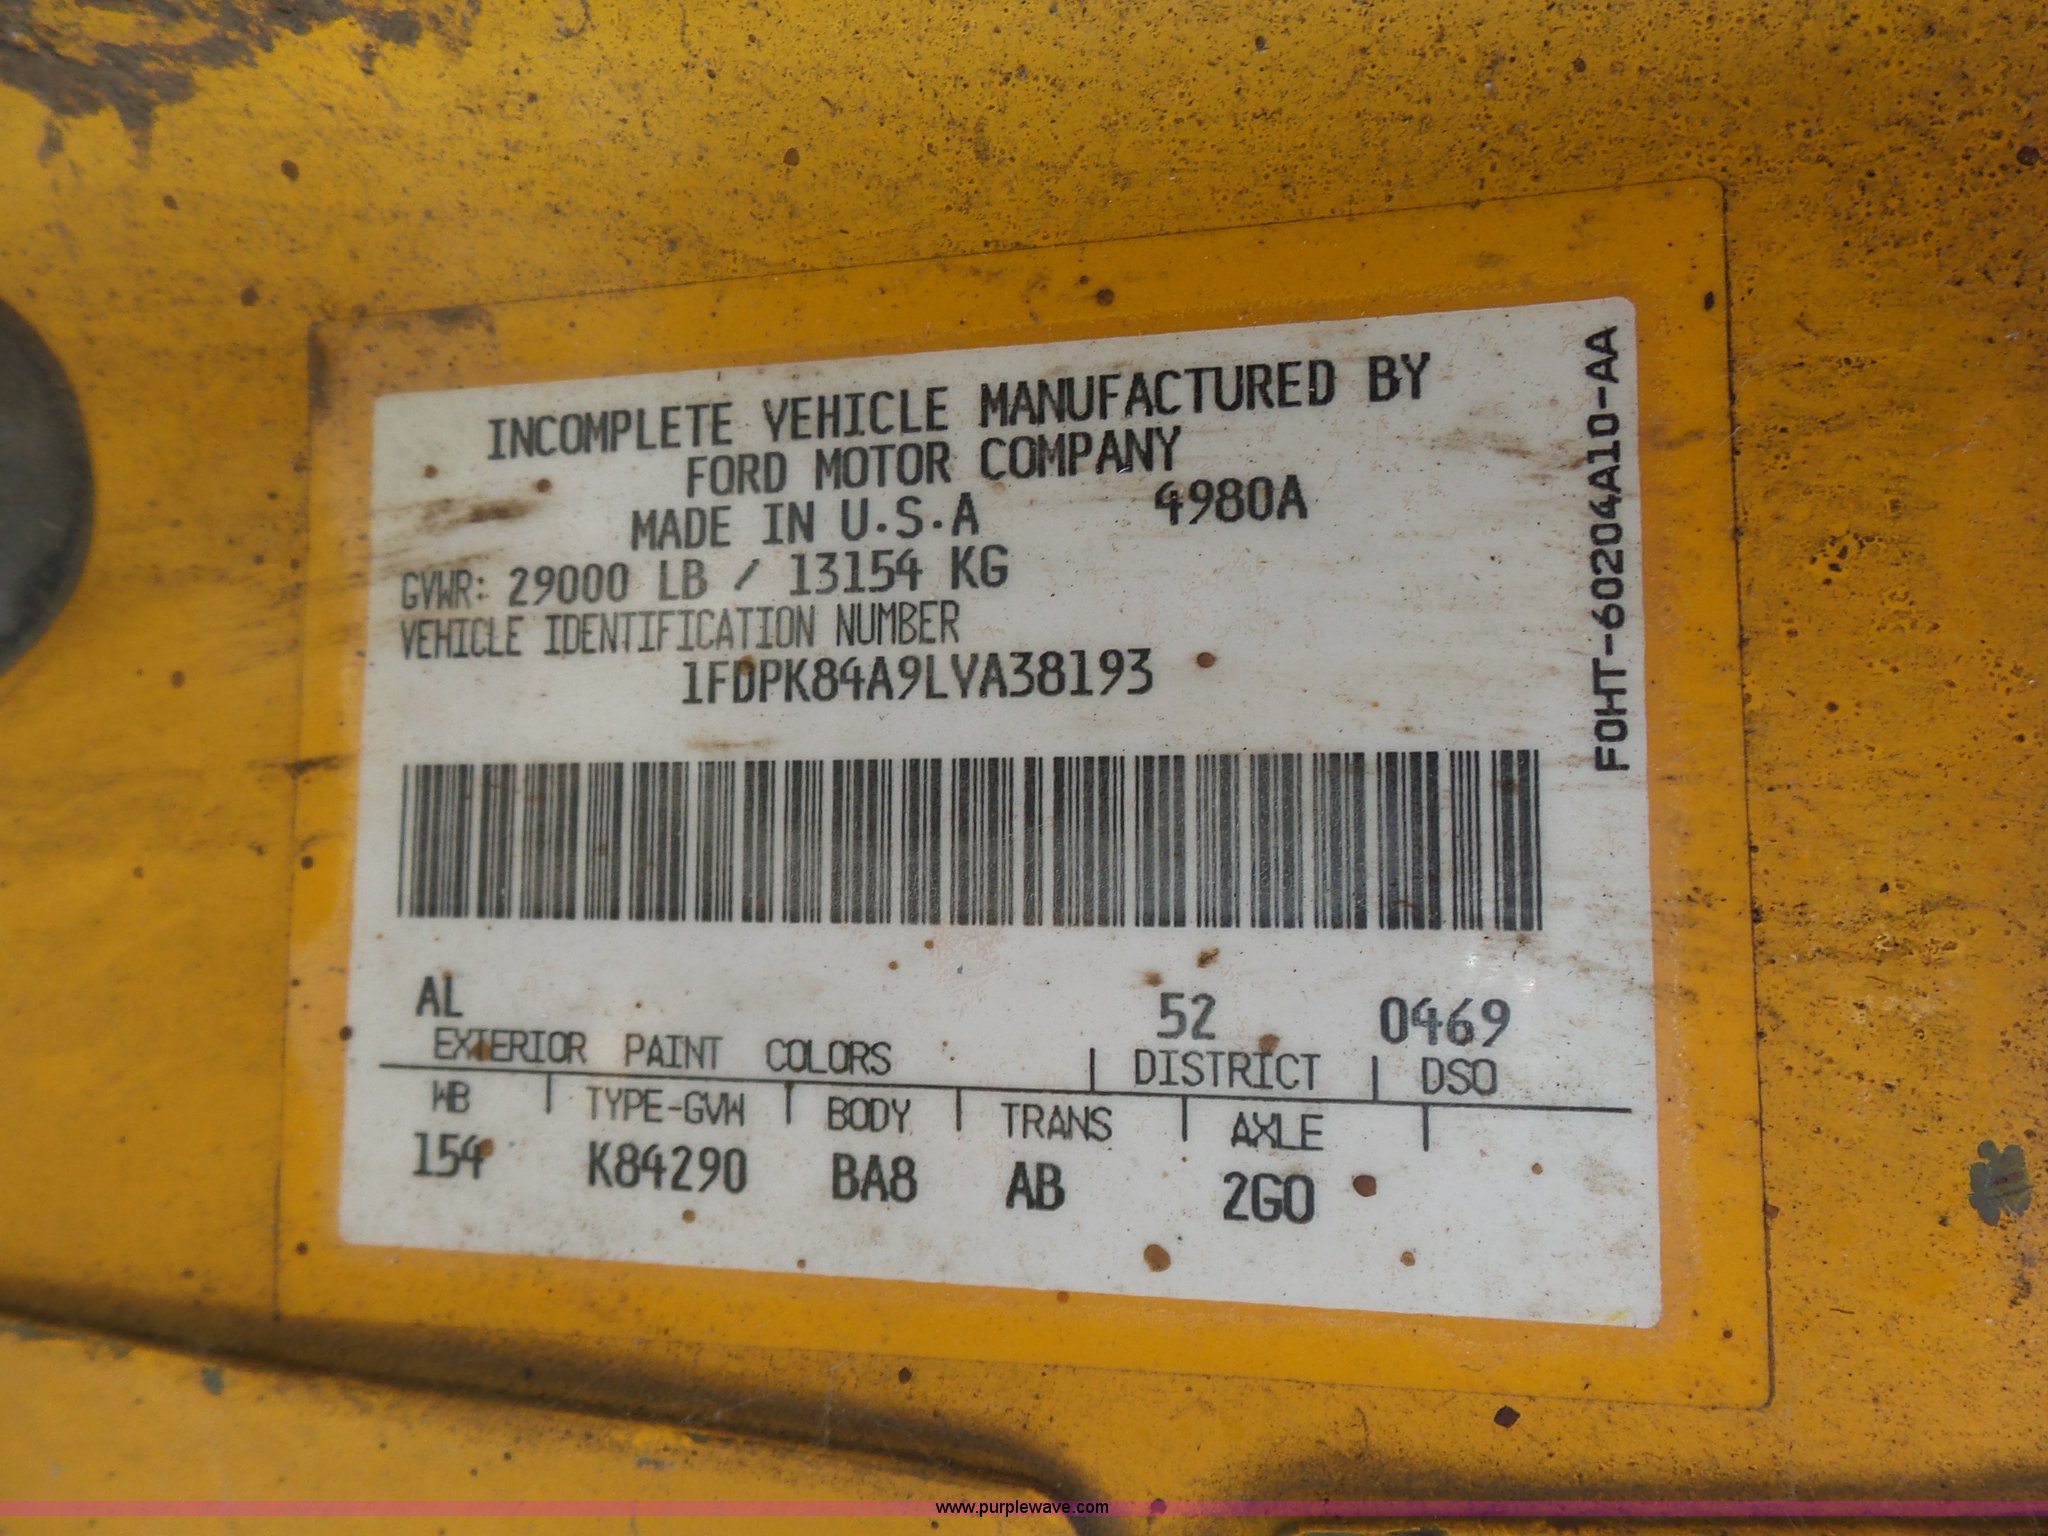 INCOMPLETE VEHICLE MANUFACTURED BY
FORD MOTOR COMPANY
MADE IN U.S.A 4980A
GVWR: 29000 LB / 13154 KG
VEHICLE IDENTIFICATION NUMBER
1FDPK84A9LVA38193
F0HT-60204A10-AA
AL 52 0469
EXTERIOR PAINT COLORS DISTRICT DSO
WB TYPE-GVW BODY TRANS AXLE
154 K84290 BA8 AB 2GO
www.purplewave.com